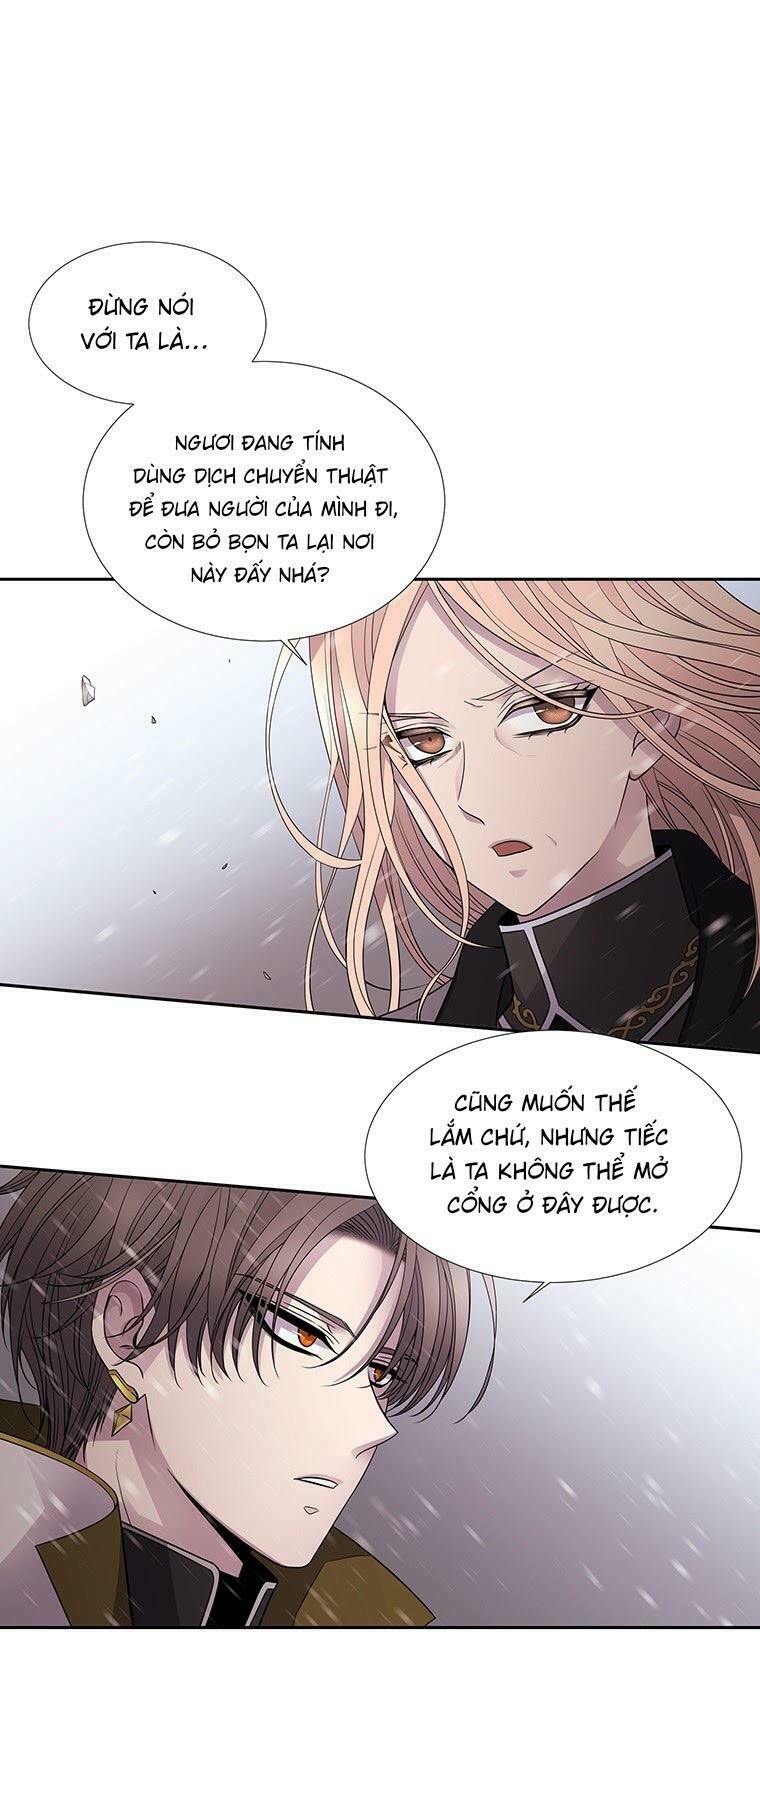 ĐỪNG NÓI
VỚI TA LÀ...
NGƯƠI ĐANG TÍNH
DÙNG DỊCH CHUYỂN THUẬT
ĐỂ ĐƯA NGƯỜI CỦA MÌNH ĐI,
CÒN BỎ BỌN TA LẠI NƠI
NÀY ĐẤY NHÁ?
CŨNG MUỐN THẾ
LẮM CHỨ, NHƯNG TIẾC
LÀ TA KHÔNG THỂ MỞ
CỔNG Ở ĐÂY ĐƯỢC.